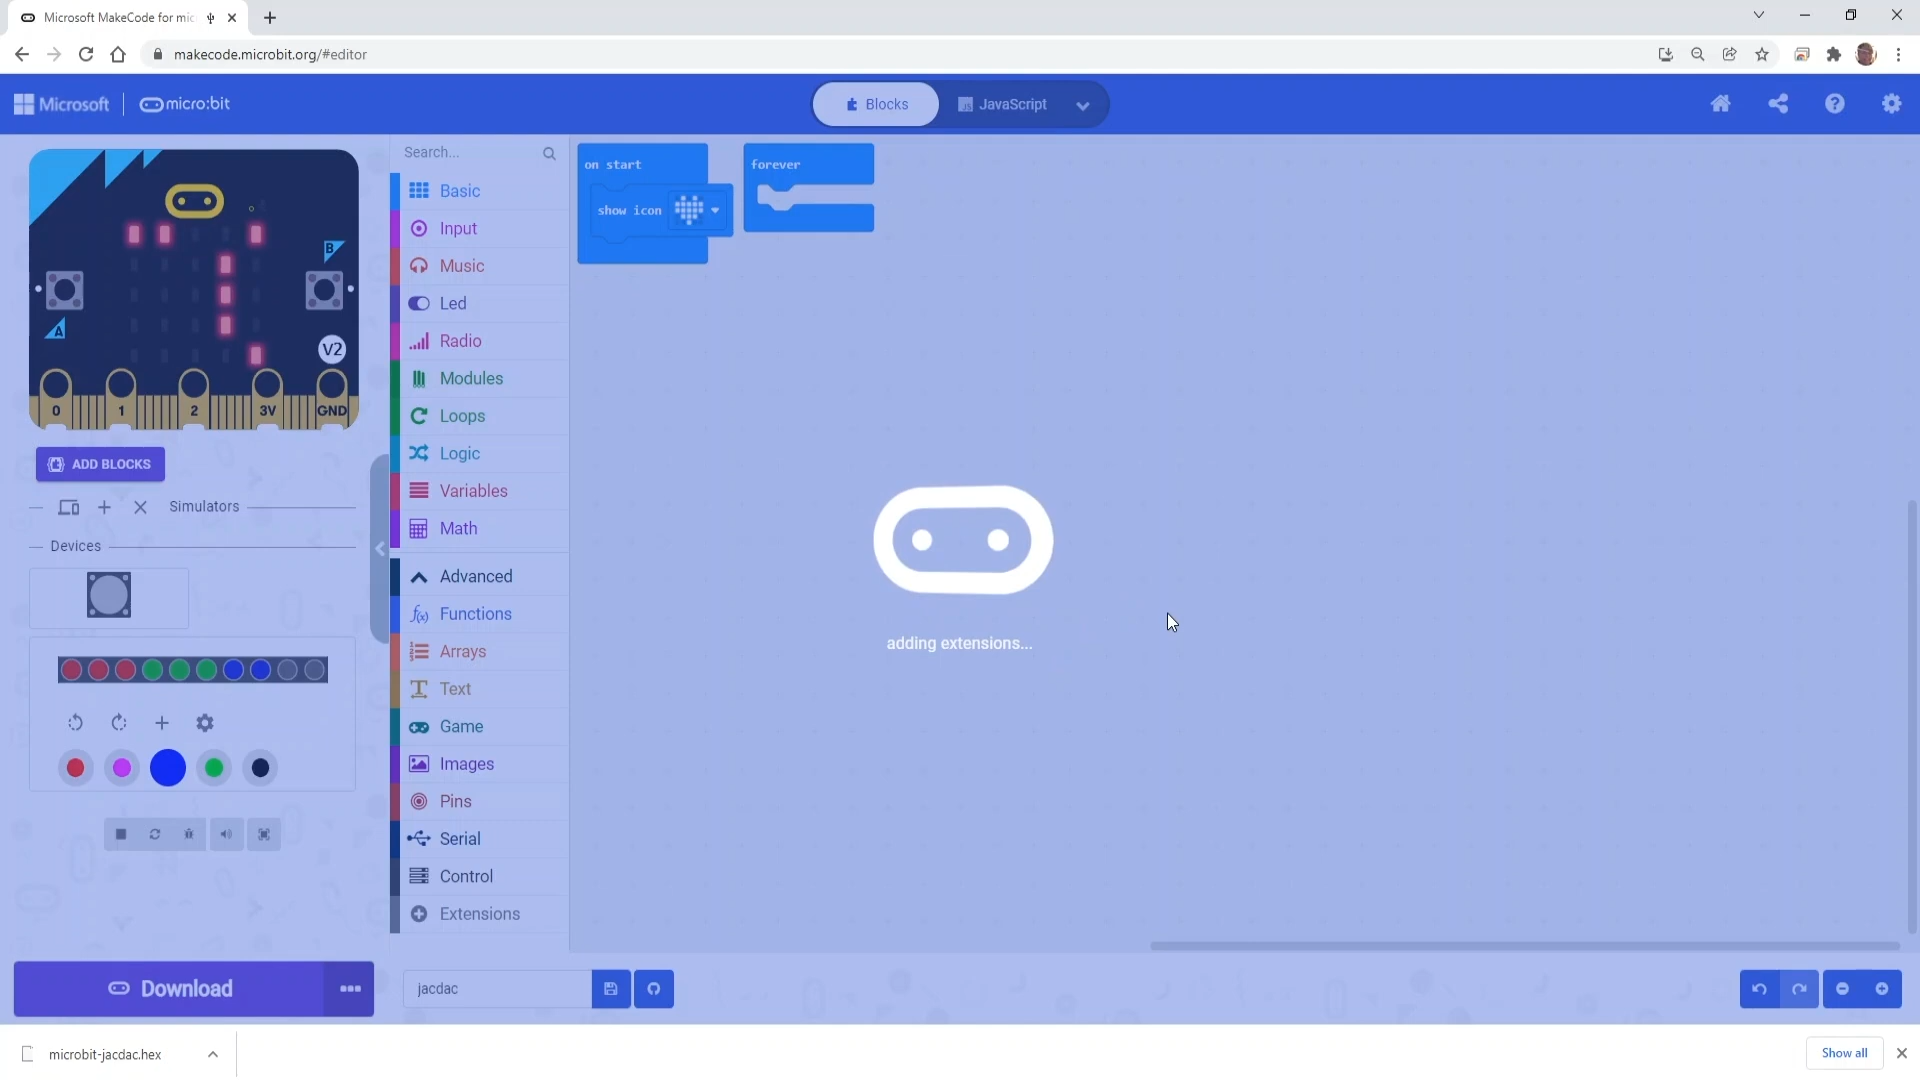 Microsoft MakeCode for mic
makecode.microbit.org/#editor
Microsoft
micro:bit
Blocks
JavaScript
JS
?
Search...
on start
show icon
forever
Basic
Input
Music
Led
Radio
Modules
Loops
Logic
Variables
Math
Advanced
f(x) Functions
Arrays
Text
Game
Images
Pins
Serial
Control
Extensions
B
A
V2
0 1 2 3V GND
ADD BLOCKS
Simulators
Devices
adding extensions...
Download
jacdac
microbit-jacdac.hex
Show all